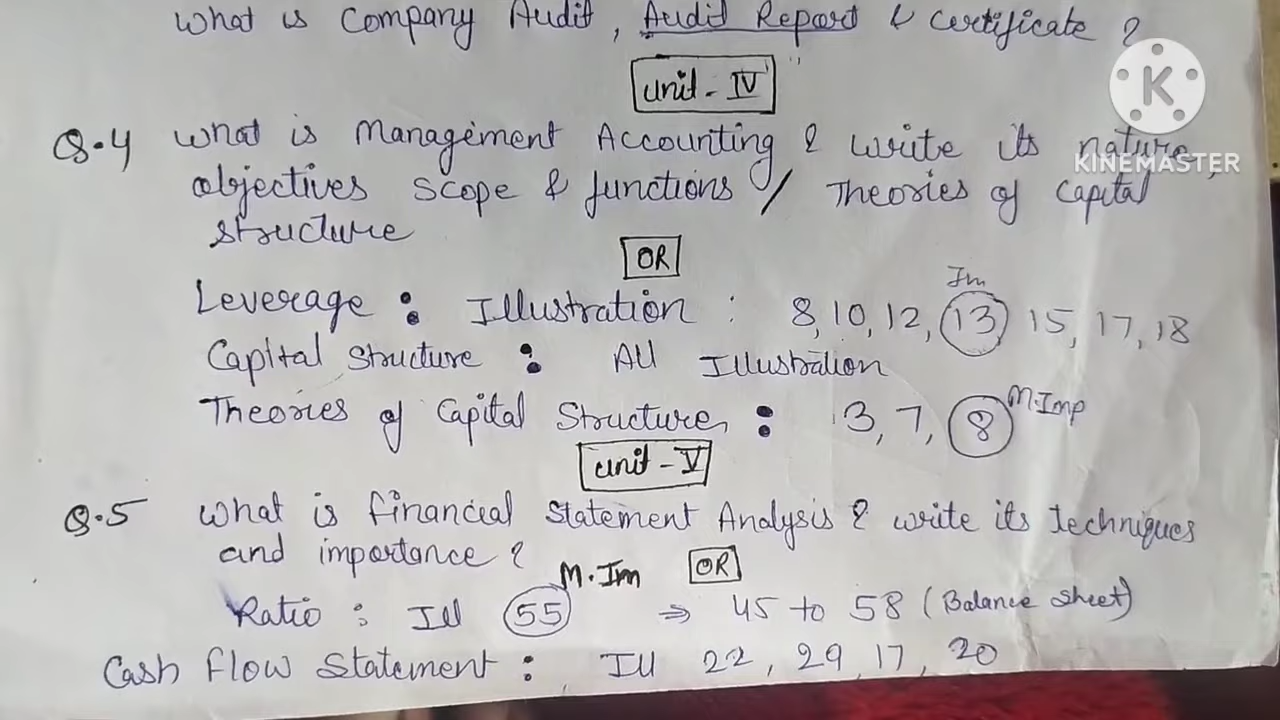 What is Company Audit, Audit Report & Certificate ?
Unit - IV
Q.4 What is Management Accounting ? write its nature,
objectives scope & functions / Theories of Capital
structure
OR
Im
Leverage : Illustration : 8, 10, 12, 13 15, 17, 18
Capital Structure : All Illustration
Theories of Capital Structure : 3, 7, 8 M.Imp
Unit - V
Q.5 What is financial Statement Analysis ? write its techniques
and importance ?
M.Im OR
Ratio : Ill 55 ⇒ 45 to 58 (Balance Sheet)
Cash flow Statement : Ill 22, 29, 17, 20
K
KINEMASTER